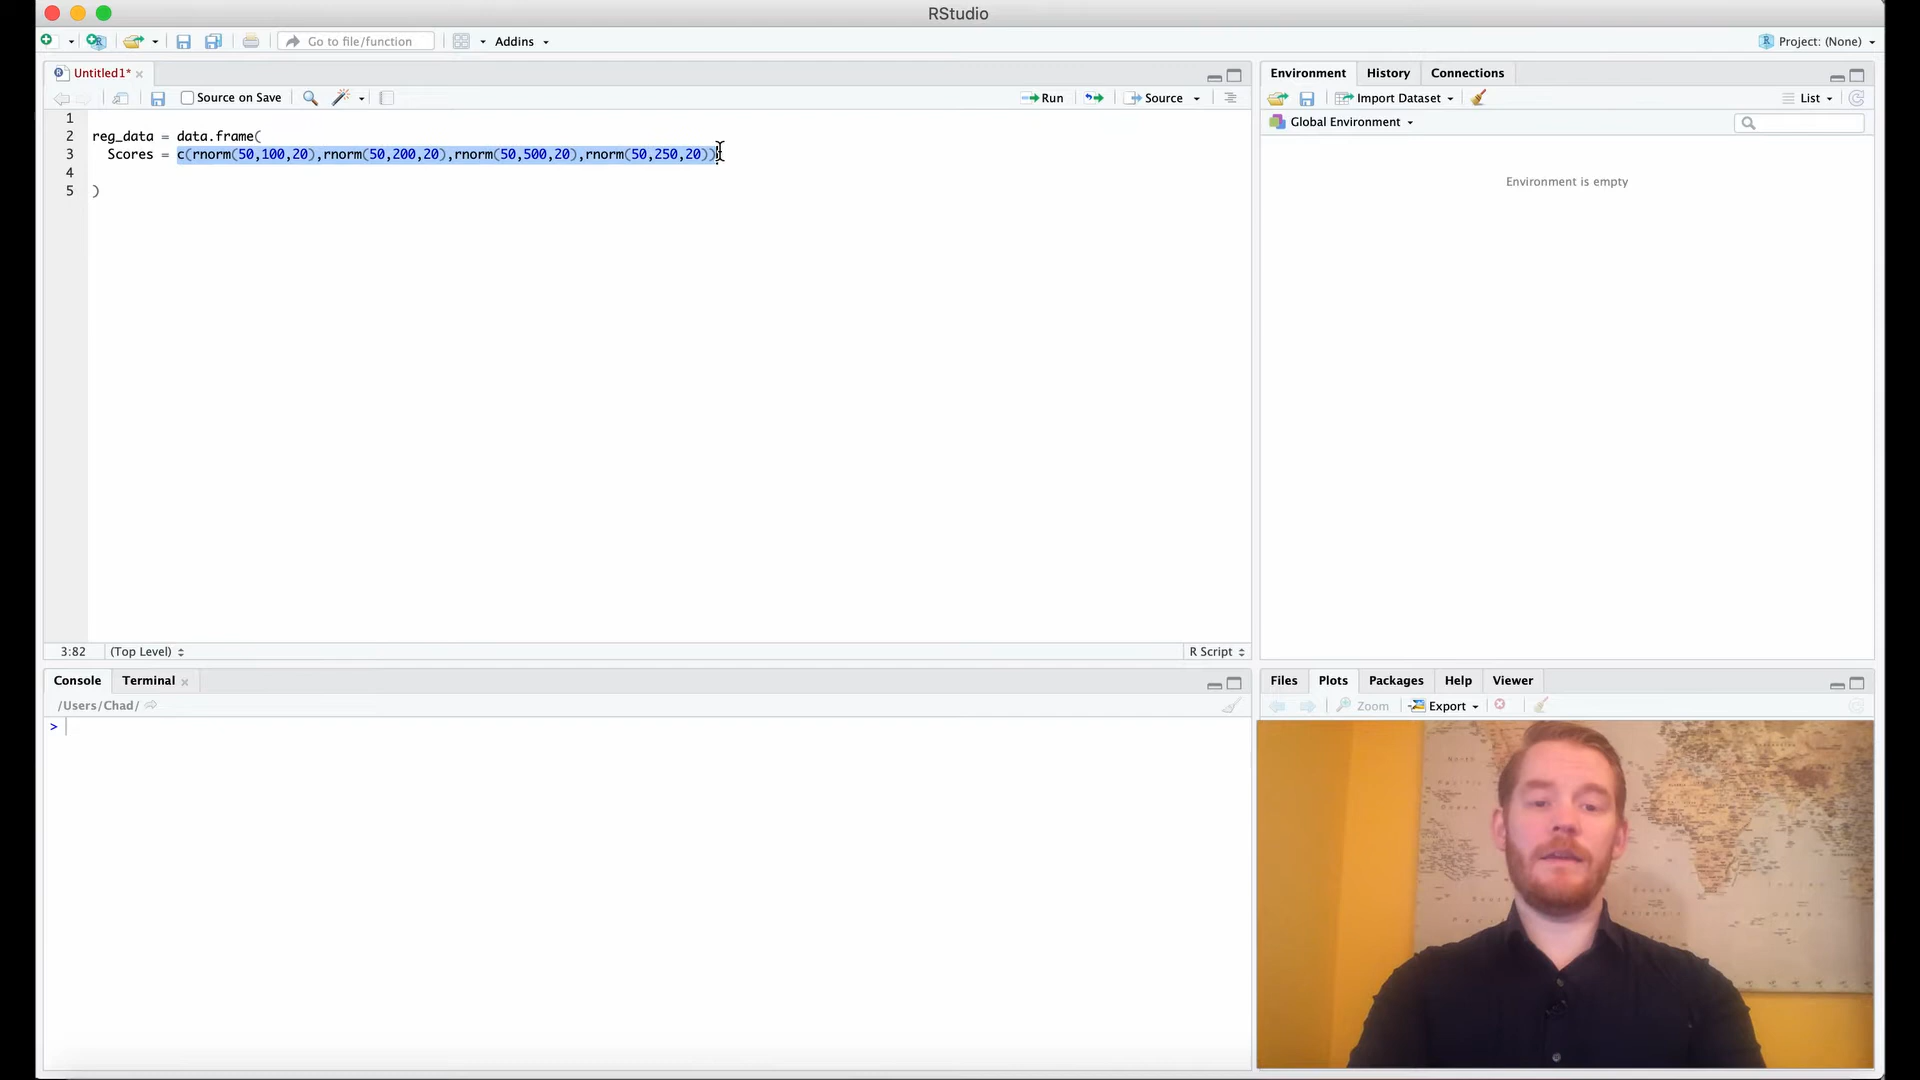 RStudio
Go to file/function
Addins
Project: (None)
Untitled1*
Source on Save
Run
Source
1
2 reg_data = data.frame(
3 Scores = c(rnorm(50,100,20),rnorm(50,200,20),rnorm(50,500,20),rnorm(50,250,20))
4
5 )
3:82 (Top Level) R Script
Environment History Connections
Import Dataset List
Global Environment
Environment is empty
Console Terminal
/Users/Chad/
>
Files Plots Packages Help Viewer
Zoom Export